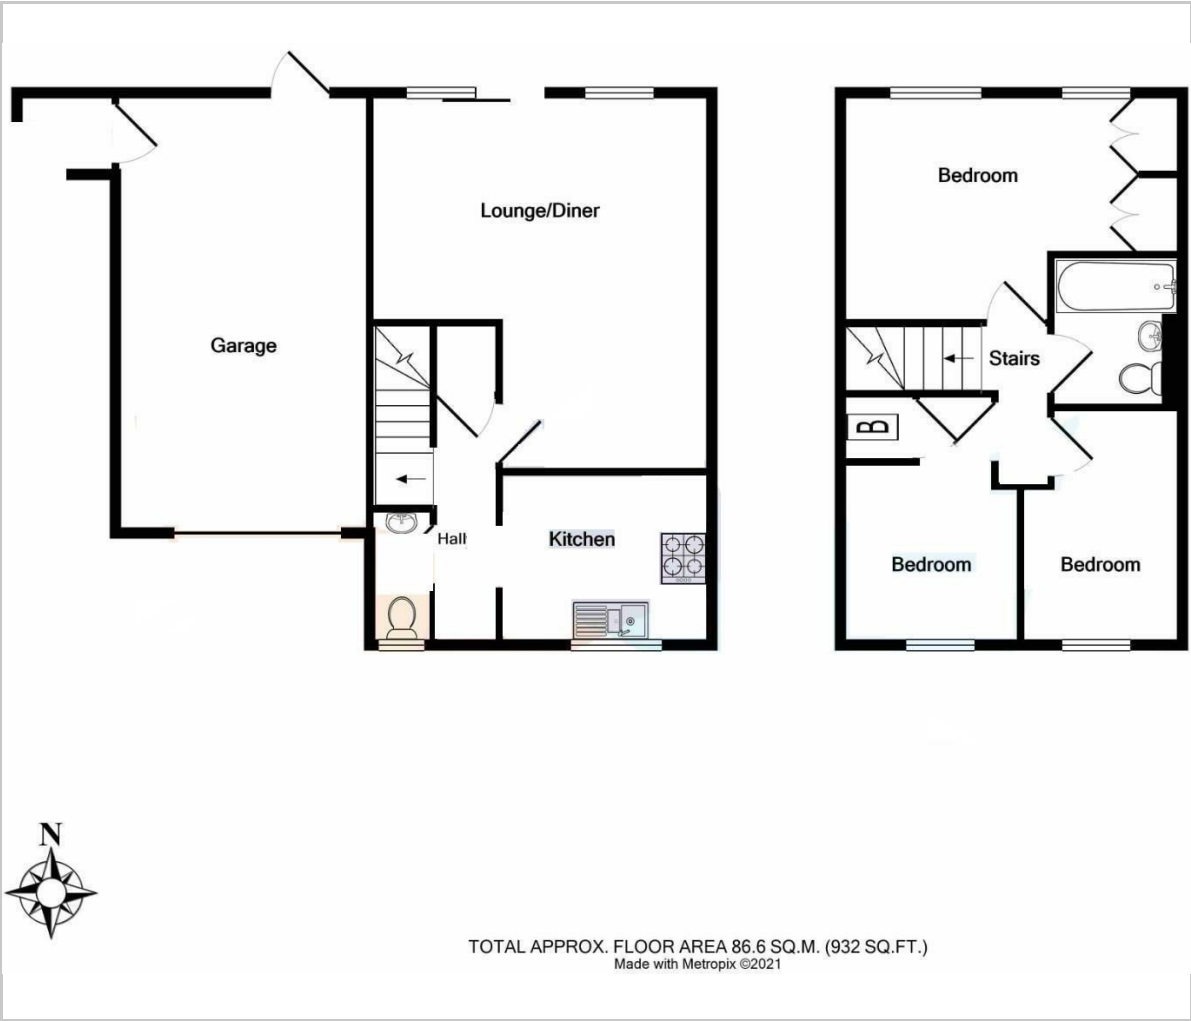 Bedroom
Lounge/Diner
Garage
Stairs
B
Hall
Kitchen
Bedroom
Bedroom
N
TOTAL APPROX. FLOOR AREA 86.6 SQ.M. (932 SQ.FT.)
Made with Metropix ©2021